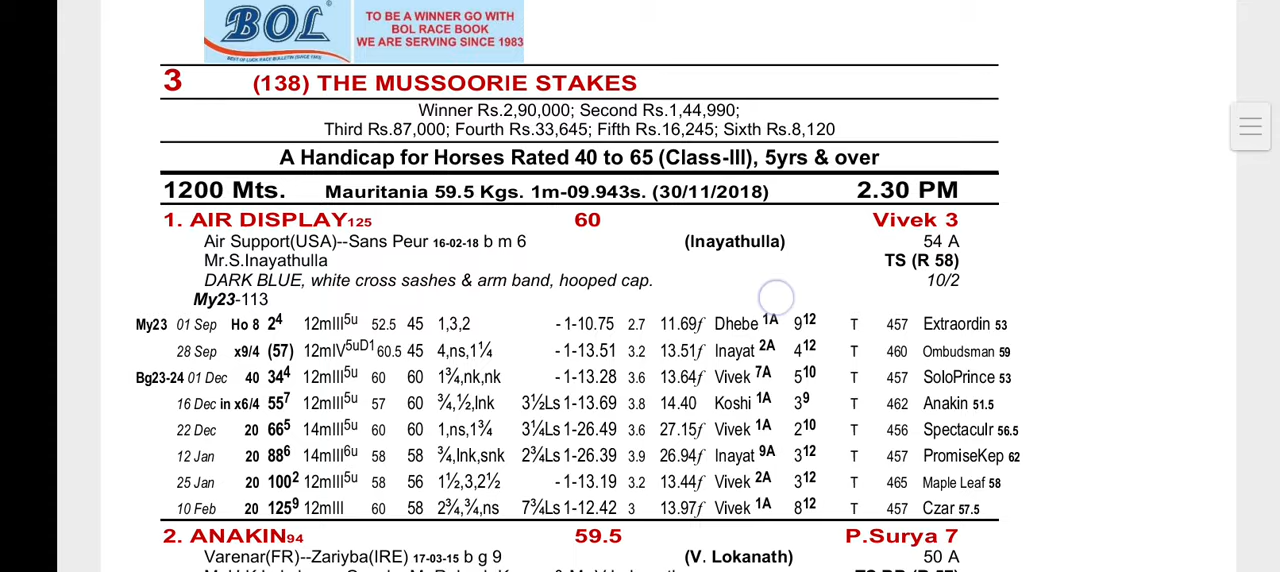 BOL®
BEST OF LUCK RACE BULLETIN (SINCE 1983)
TO BE A WINNER GO WITH
BOL RACE BOOK
WE ARE SERVING SINCE 1983
3 (138) THE MUSSOORIE STAKES
Winner Rs.2,90,000; Second Rs.1,44,990;
Third Rs.87,000; Fourth Rs.33,645; Fifth Rs.16,245; Sixth Rs.8,120
A Handicap for Horses Rated 40 to 65 (Class-III), 5yrs & over
1200 Mts. Mauritania 59.5 Kgs. 1m-09.943s. (30/11/2018) 2.30 PM
1. AIR DISPLAY125 60 Vivek 3
Air Support(USA)--Sans Peur 16-02-18 b m 6 (Inayathulla) 54 A
Mr.S.Inayathulla TS (R 58)
DARK BLUE, white cross sashes & arm band, hooped cap. 10/2
My23-113
My23 01 Sep Ho 8 2⁴ 12mIII5u 52.5 45 1,3,2 -1-10.75 2.7 11.69f Dhebe 1A 9¹² T 457 Extraordin 53
28 Sep x9/4 (57) 12mIV5uD1 60.5 45 4,ns,1¼ -1-13.51 3.2 13.51f Inayat 2A 4¹² T 460 Ombudsman 59
Bg23-24 01 Dec 40 34⁴ 12mIII5u 60 60 1¾,nk,nk -1-13.28 3.6 13.64f Vivek 7A 5¹⁰ T 457 SoloPrince 53
16 Dec in x6/4 55⁷ 12mIII5u 57 60 ¾,½,lnk 3½Ls 1-13.69 3.8 14.40 Koshi 1A 3⁹ T 462 Anakin 51.5
22 Dec 20 66⁵ 14mIII5u 60 60 1,ns,1¾ 3¼Ls 1-26.49 3.6 27.15f Vivek 1A 2¹⁰ T 456 Spectaculr 56.5
12 Jan 20 88⁶ 14mIII6u 58 58 ¾,lnk,snk 2¾Ls 1-26.39 3.9 26.94f Inayat 9A 3¹² T 457 PromiseKep 62
25 Jan 20 100² 12mIII5u 58 56 1½,3,2½ -1-13.19 3.2 13.44f Vivek 2A 3¹² T 465 Maple Leaf 58
10 Feb 20 125⁹ 12mIII 60 58 2¾,¾,ns 7¾Ls 1-12.42 3 13.97f Vivek 1A 8¹² T 457 Czar 57.5
2. ANAKIN94 59.5 P.Surya 7
Varenar(FR)--Zariyba(IRE) 17-03-15 b g 9 (V. Lokanath) 50 A